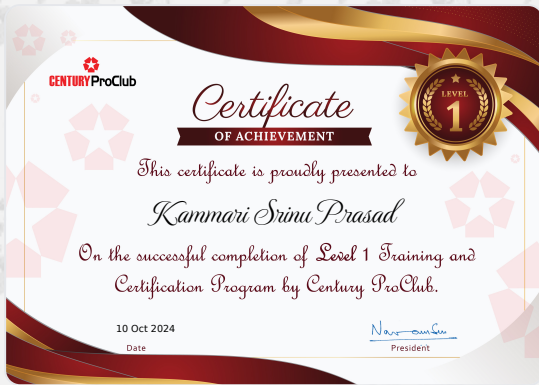 CENTURY ProClub
Certificate
OF ACHIEVEMENT
LEVEL
1
This certificate is proudly presented to
Kammari Srinu Prasad
On the successful completion of Level 1 Training and
Certification Program by Century ProClub.
10 Oct 2024
Date
President